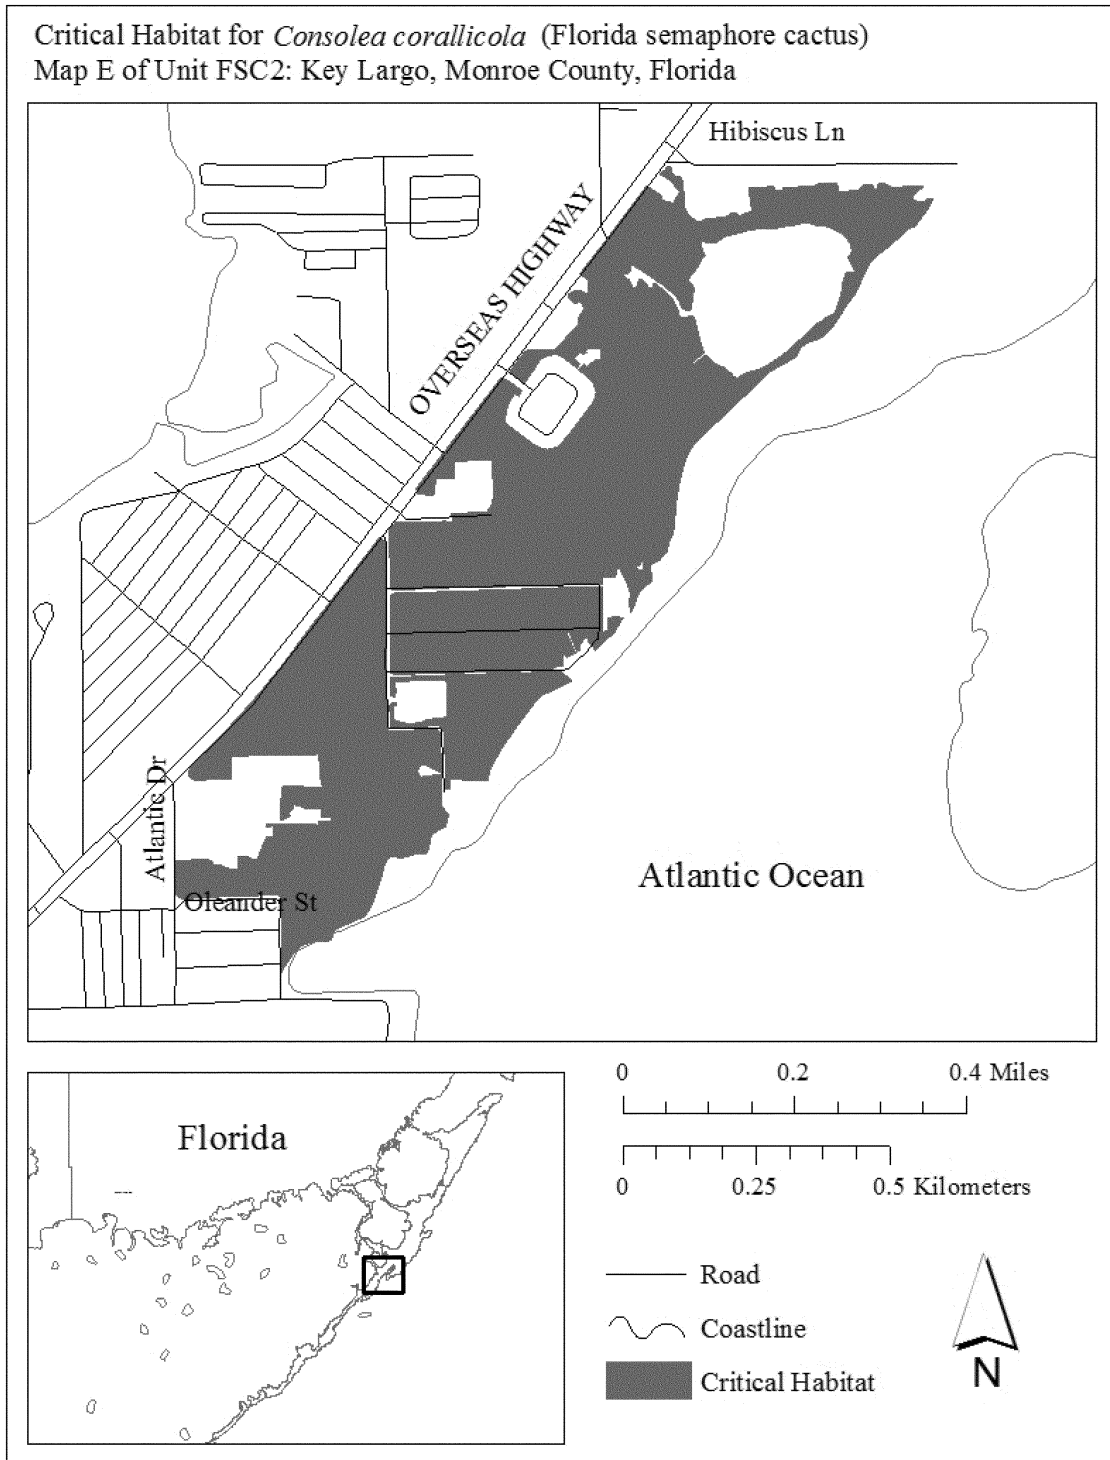 Critical Habitat for Consolea corallicola (Florida semaphore cactus)
Map E of Unit FSC2: Key Largo, Monroe County, Florida
Hibiscus Ln
OVERSEAS HIGHWAY
Atlantic Dr
Oleander St
Atlantic Ocean
Florida
0 0.2 0.4 Miles
0 0.25 0.5 Kilometers
Road
Coastline
Critical Habitat
N